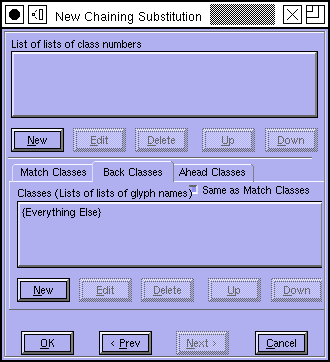 New Chaining Substitution
List of lists of class numbers
New Edit Delete Up Down
Match Classes Back Classes Ahead Classes
Classes (Lists of lists of glyph names) Same as Match Classes
{Everything Else}
New Edit Delete Up Down
OK < Prev Next > Cancel